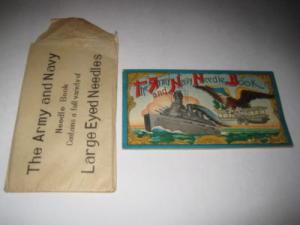 The Army and Navy
Needle Book
Contains a full variety of
Large Eyed Needles
The Army Navy Needle Book
and